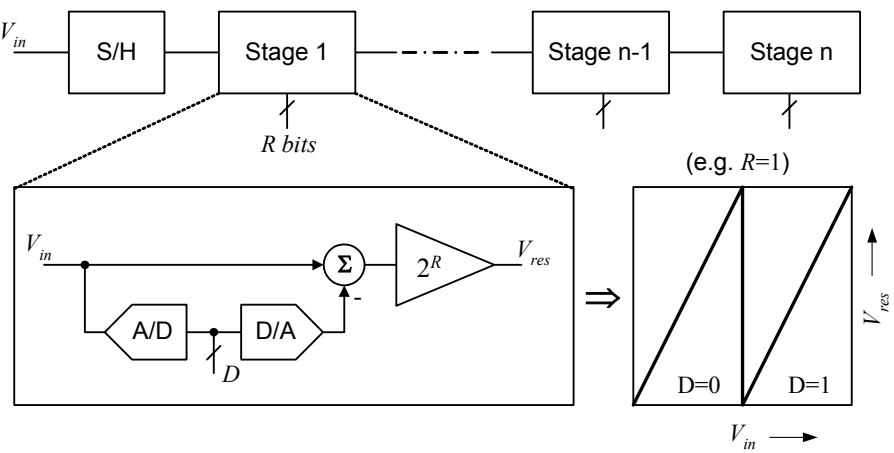 V_in
S/H
Stage 1
Stage n-1
Stage n
R bits
(e.g. R=1)
V_in
Σ
2^R
V_res
-
A/D
D/A
D
⇒
D=0
D=1
V_res
V_in